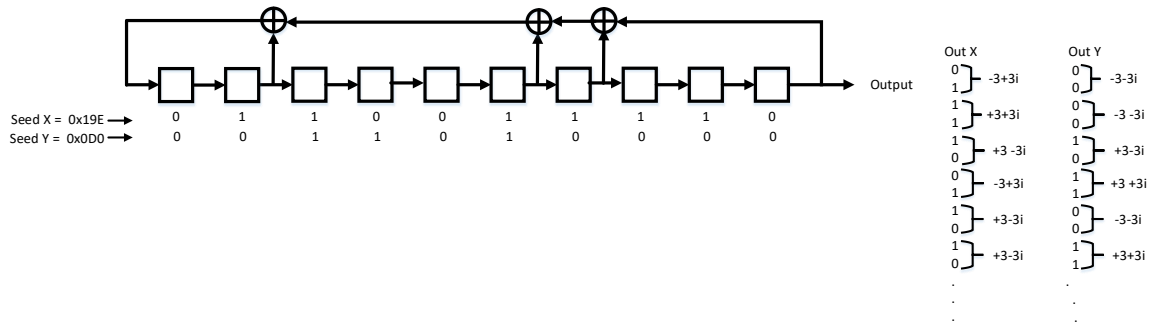 Output
Seed X = 0x19E 0 1 1 0 0 1 1 1 1 0
Seed Y = 0x0D0 0 0 1 1 0 1 0 0 0 0
Out X
0
1 -3+3i
1
1 +3+3i
1
0 +3 -3i
0
1 -3+3i
1
0 +3-3i
1
0 +3-3i
.
.
.
Out Y
0
0 -3-3i
0
0 -3 -3i
1
0 +3-3i
1
1 +3 +3i
0
0 -3-3i
1
1 +3+3i
.
.
.